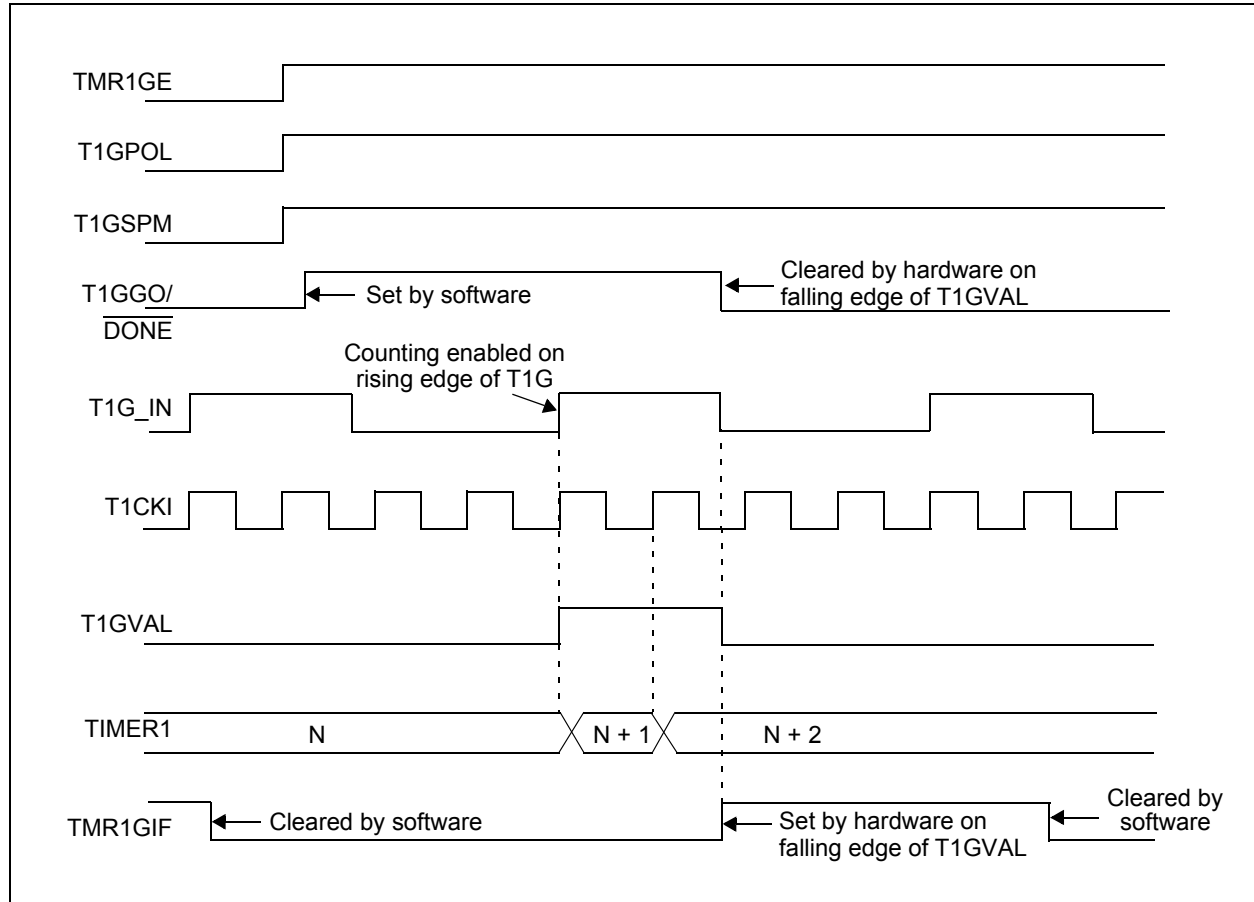 TMR1GE
T1GPOL
T1GSPM
T1GGO/
DONE
Set by software
Cleared by hardware on
falling edge of T1GVAL
Counting enabled on
rising edge of T1G
T1G_IN
T1CKI
T1GVAL
TIMER1
N
N + 1
N + 2
TMR1GIF
Cleared by software
Set by hardware on
falling edge of T1GVAL
Cleared by
software